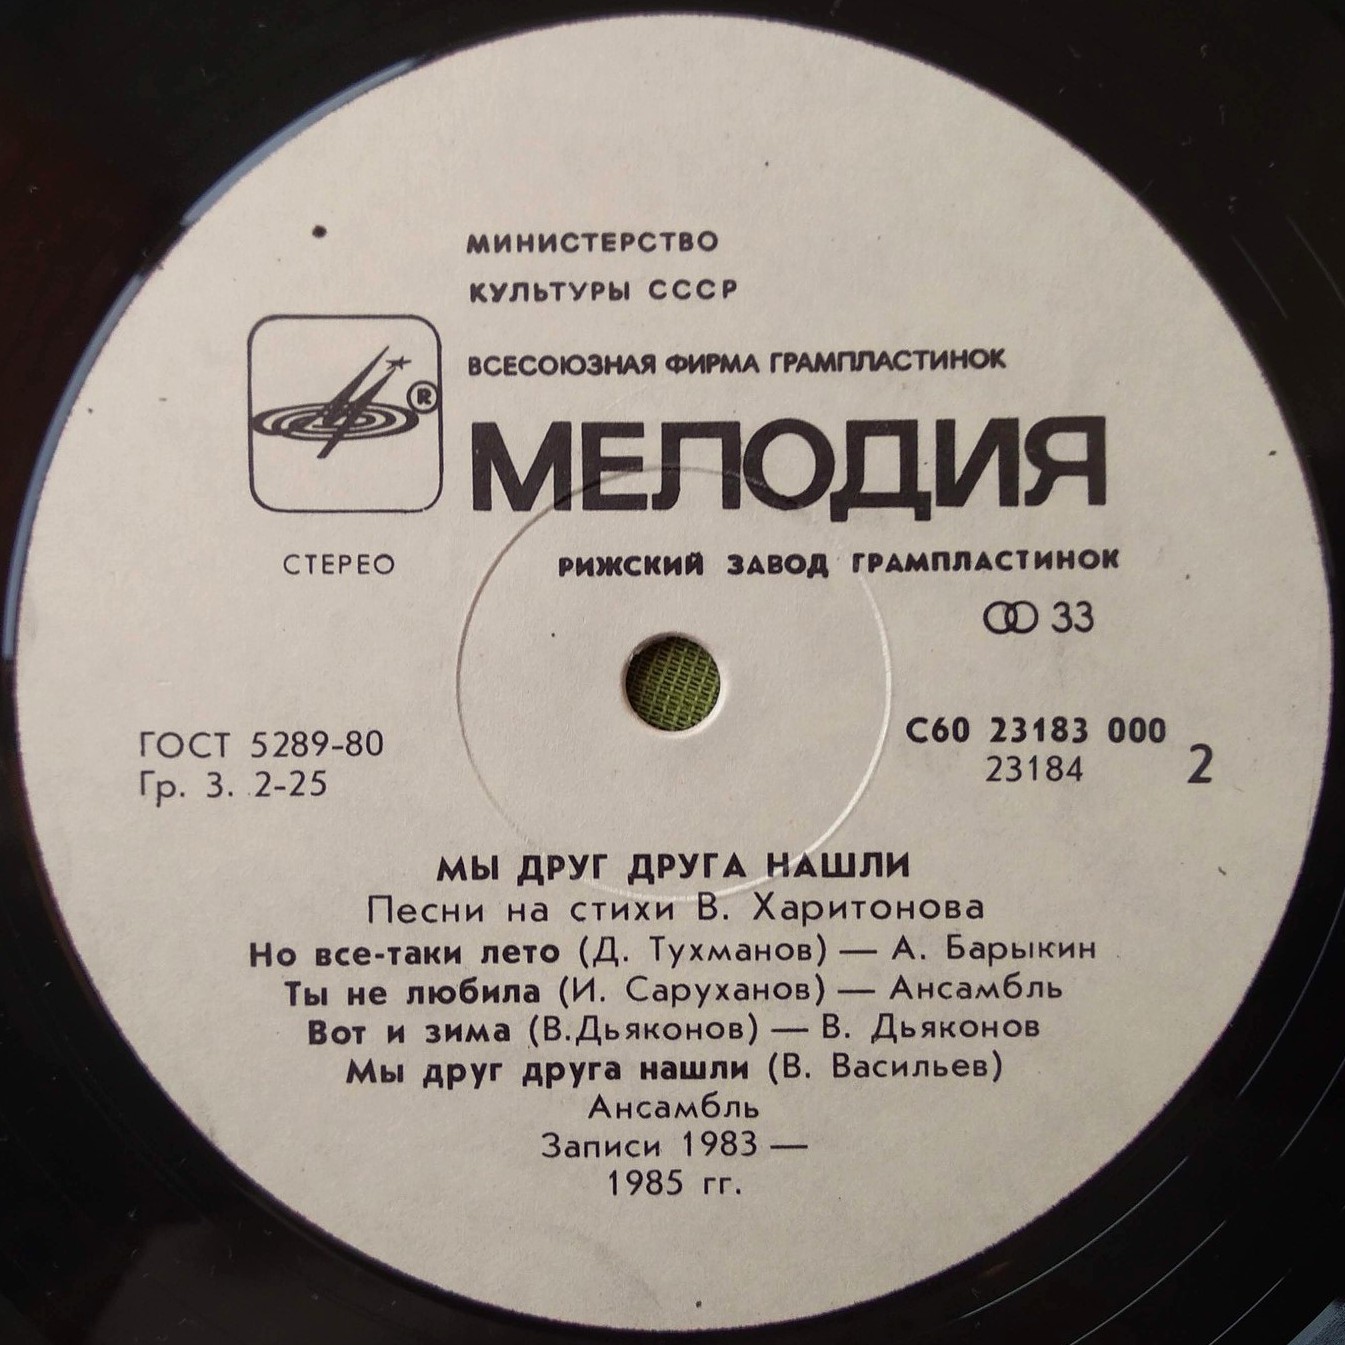 МИНИСТЕРСТВО
КУЛЬТУРЫ СССР
ВСЕСОЮЗНАЯ ФИРМА ГРАМПЛАСТИНОК
®
МЕЛОДИЯ
СТЕРЕО
РИЖСКИЙ ЗАВОД ГРАМПЛАСТИНОК
33
ГОСТ 5289-80
Гр. 3. 2-25
С60 23183 000
23184
2
МЫ ДРУГ ДРУГА НАШЛИ
Песни на стихи В. Харитонова
Но все-таки лето (Д. Тухманов) — А. Барыкин
Ты не любила (И. Саруханов) — Ансамбль
Вот и зима (В.Дьяконов) — В. Дьяконов
Мы друг друга нашли (В. Васильев)
Ансамбль
Записи 1983 —
1985 гг.